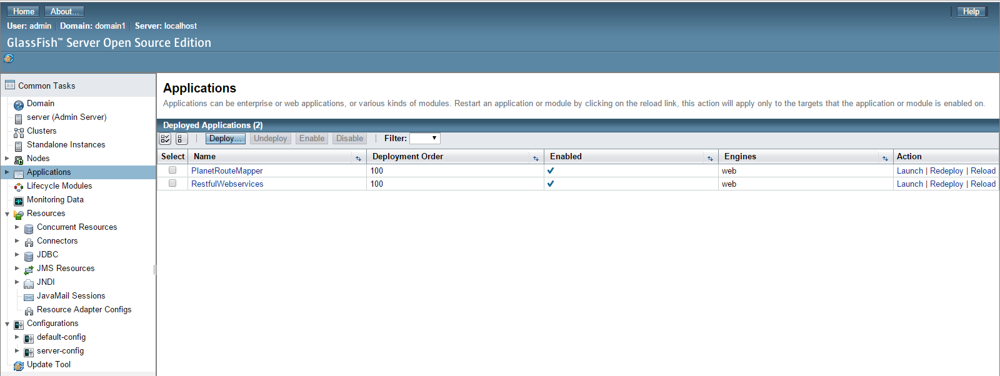 Home About... Help
User: admin Domain: domain1 Server: localhost
GlassFish™ Server Open Source Edition
Common Tasks
Domain
server (Admin Server)
Clusters
Standalone Instances
Nodes
Applications
Lifecycle Modules
Monitoring Data
Resources
Concurrent Resources
Connectors
JDBC
JMS Resources
JNDI
JavaMail Sessions
Resource Adapter Configs
Configurations
default-config
server-config
Update Tool
Applications
Applications can be enterprise or web applications, or various kinds of modules. Restart an application or module by clicking on the reload link, this action will apply only to the targets that the application or module is enabled on.
Deployed Applications (2)
Deploy... Undeploy Enable Disable Filter:
Select Name Deployment Order Enabled Engines Action
PlanetRouteMapper 100 web Launch | Redeploy | Reload
RestfulWebservices 100 web Launch | Redeploy | Reload